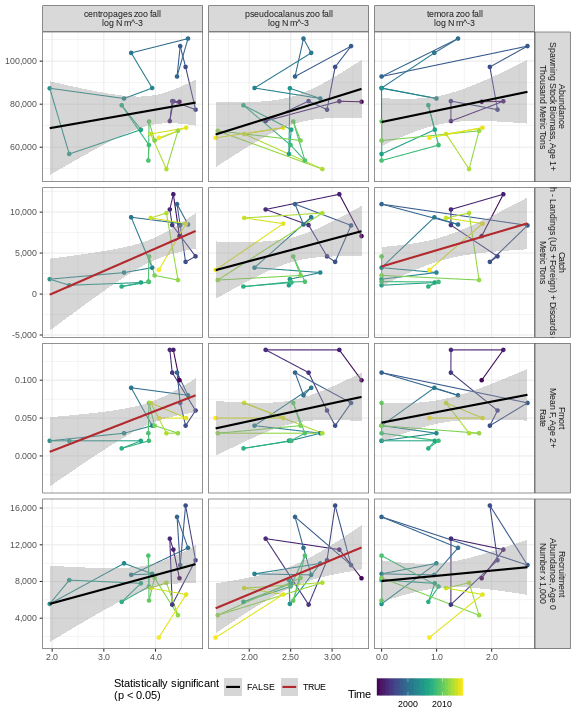 centropages zoo fall
log N m^-3
pseudocalanus zoo fall
log N m^-3
temora zoo fall
log N m^-3
100,000
80,000
60,000
Abundance
Spawning Stock Biomass, Age 1+
Thousand Metric Tons
10,000
5,000
0
-5,000
Catch
h - Landings (US +Foreign) + Discards
Metric Tons
0.100
0.050
0.000
Fmort
Mean F, Age 2+
Rate
16,000
12,000
8,000
4,000
Recruitment
Abundance, Age 0
Number x 1,000
2.0 3.0 4.0
2.00 2.50 3.00
0.0 1.0 2.0
Statistically significant
(p < 0.05)
FALSE
TRUE
Time
2000 2010